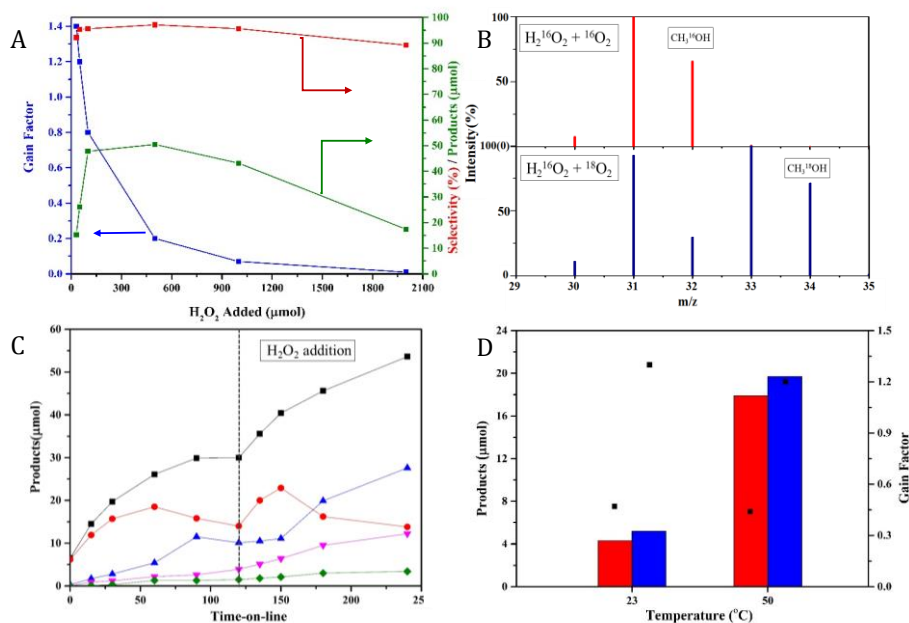 A
1.4
1.2
1.0
0.8
0.6
0.4
0.2
0.0
Gain Factor
0 300 600 900 1200 1500 1800 2100
H₂O₂ Added (μmol)
100
90
80
70
60
50
40
30
20
10
0
Selectivity (%) / Products (μmol)
B
H₂¹⁶O₂ + ¹⁶O₂
CH₃¹⁶OH
100
50
100(0)
50
0
Intensity(%)
H₂¹⁶O₂ + ¹⁸O₂
CH₃¹⁸OH
29 30 31 32 33 34 35
m/z
C
H₂O₂ addition
60
50
40
30
20
10
0
Products(μmol)
0 50 100 150 200 25
Time-on-line
D
24
20
16
12
8
4
0
Products (μmol)
23 50
Temperature (°C)
1.5
1.2
0.9
0.6
0.3
0.0
Gain Factor